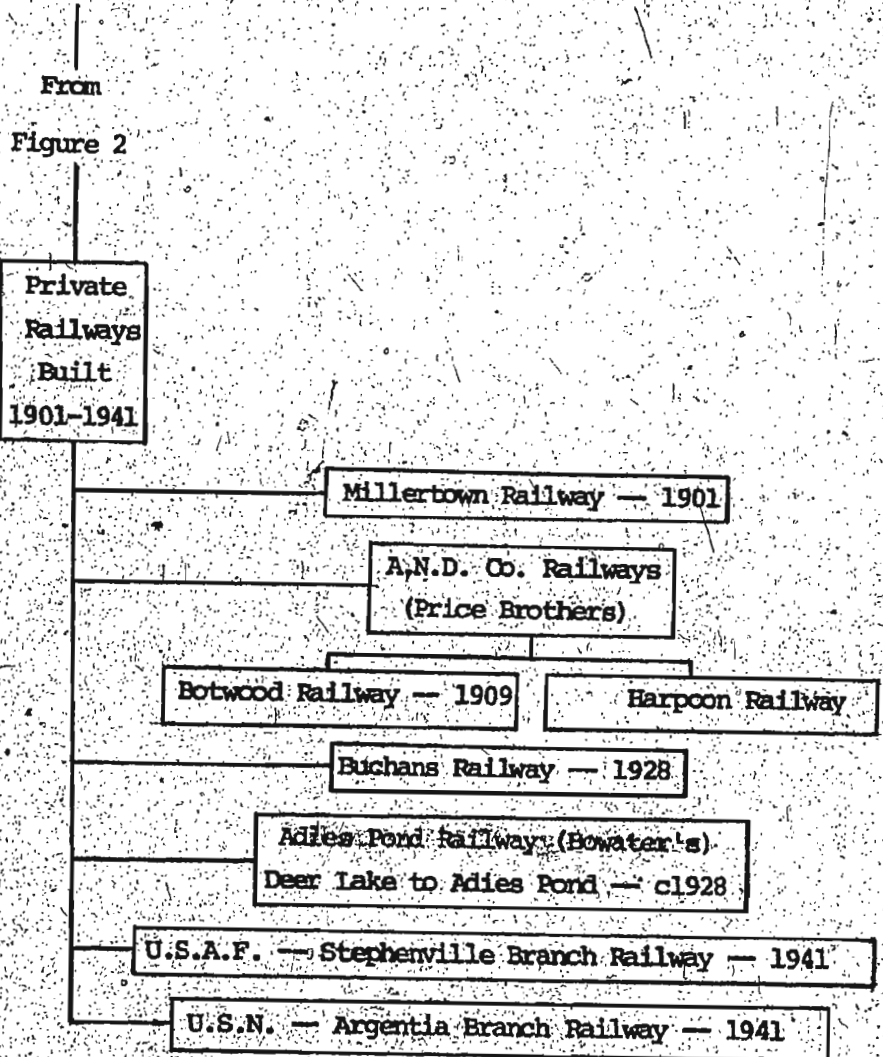 From
Figure 2
Private
Railways
Built
1901-1941
Millertown Railway — 1901
A.N.D. Co. Railways
(Price Brothers)
Botwood Railway — 1909
Harpoon Railway
Buchans Railway — 1928
Adies Pond Railway (Bowater's)
Deer Lake to Adies Pond — c1928
U.S.A.F. — Stephenville Branch Railway — 1941
U.S.N. — Argentia Branch Railway — 1941